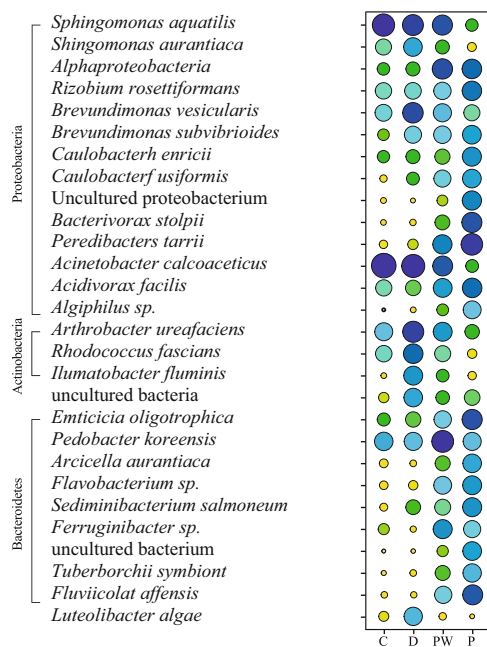 Sphingomonas aquatilis
Shingomonas aurantiaca
Alphaproteobacteria
Rizobium rosettiformans
Brevundimonas vesicularis
Brevundimonas subvibrioides
Caulobacterh enricii
Caulobacterf usiformis
Uncultured proteobacterium
Bacterivorax stolpii
Peredibacters tarrii
Acinetobacter calcoaceticus
Acidivorax facilis
Algiphilus sp.
Arthrobacter ureafaciens
Rhodococcus fascians
Ilumatobacter fluminis
uncultured bacteria
Emticicia oligotrophica
Pedobacter koreensis
Arcicella aurantiaca
Flavobacterium sp.
Sediminibacterium salmoneum
Ferruginibacter sp.
uncultured bacterium
Tuberborchii symbiont
Fluviicolat affensis
Luteolibacter algae
Proteobacteria
Actinobacteria
Bacteroidetes
C D PW P